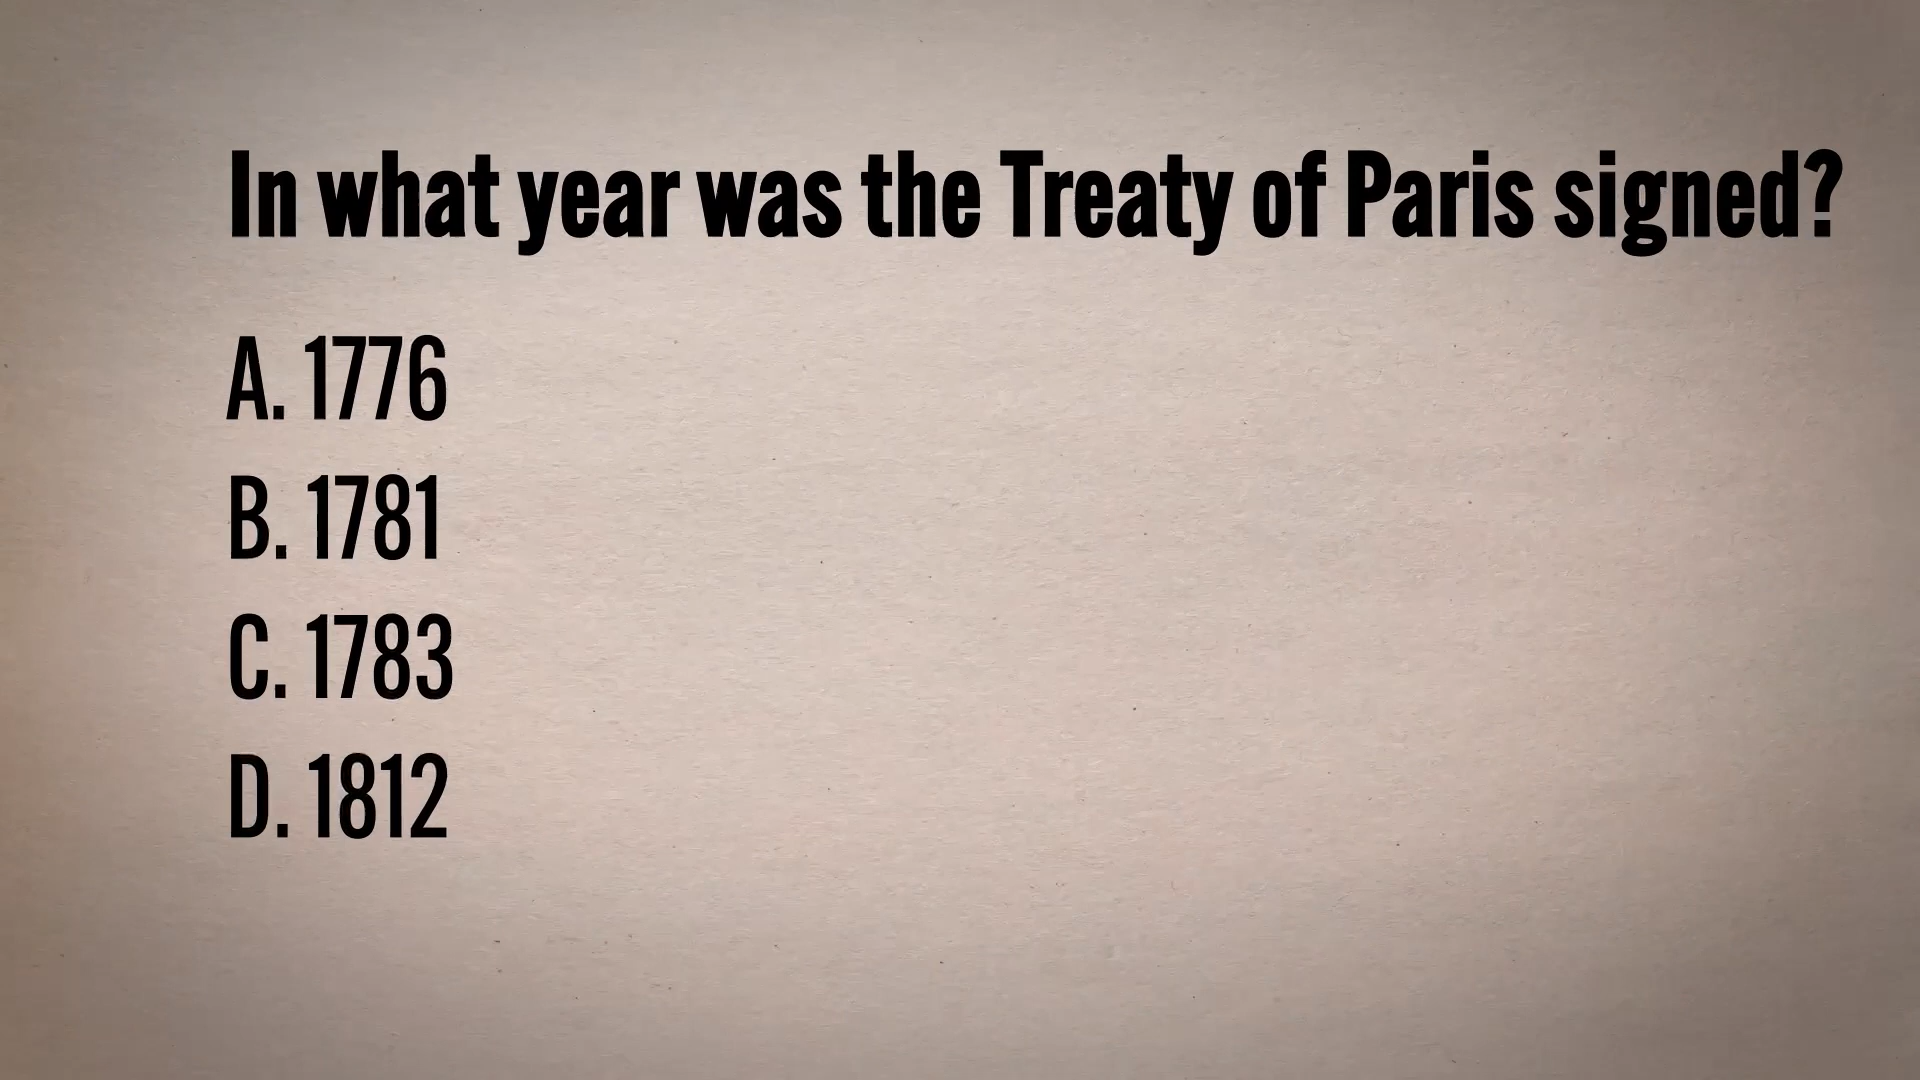 In what year was the Treaty of Paris signed?
A. 1776
B. 1781
C. 1783
D. 1812